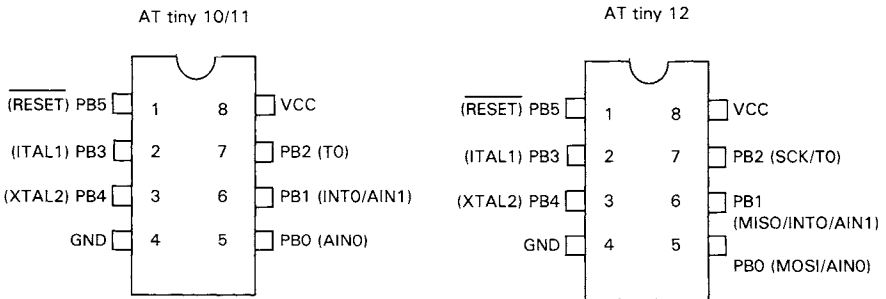 AT tiny 10/11
(RESET) PB5 1 8 VCC
(ITAL1) PB3 2 7 PB2 (T0)
(XTAL2) PB4 3 6 PB1 (INT0/AIN1)
GND 4 5 PB0 (AIN0)
AT tiny 12
(RESET) PB5 1 8 VCC
(ITAL1) PB3 2 7 PB2 (SCK/T0)
(XTAL2) PB4 3 6 PB1
(MISO/INT0/AIN1)
GND 4 5
PB0 (MOSI/AIN0)